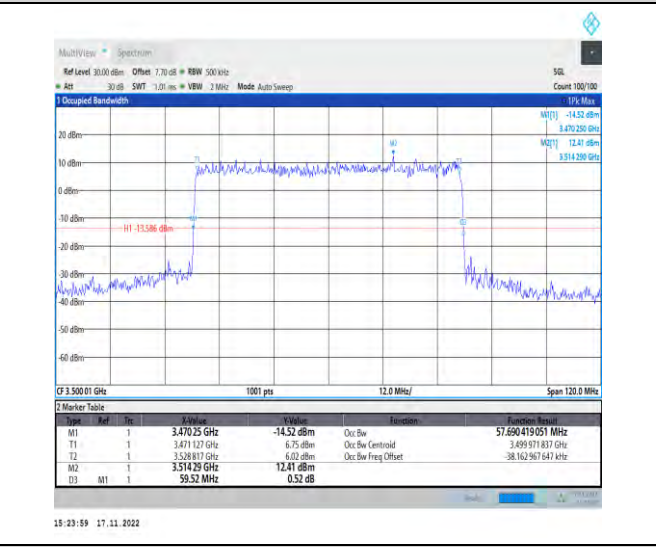 MultiView Spectrum
Ref Level 30.00 dBm Offset 7.70 dB RBW 500 kHz SGL
Att 30 dB SWT 1.01 ms VBW 2 MHz Mode Auto Sweep Count 100/100
1 Occupied Bandwidth 1Pk Max
M1[1] -14.52 dBm
3.470 250 GHz
M2[1] 12.41 dBm
3.514 290 GHz
20 dBm
M2
10 dBm
T1
0 dBm
-10 dBm
H1 -13.586 dBm
-20 dBm
-30 dBm
-40 dBm
-50 dBm
-60 dBm
CF 3.500 01 GHz 1001 pts 12.0 MHz/ Span 120.0 MHz
2 Marker Table
Type Ref Trc X-Value Y-Value Function Function Result
M1 1 3.470 25 GHz -14.52 dBm Occ Bw 57.690 419 051 MHz
T1 1 3.471 127 GHz 6.75 dBm Occ Bw Centroid 3.499 971 837 GHz
T2 1 3.528 817 GHz 6.02 dBm Occ Bw Freq Offset -38.162 967 647 kHz
M2 1 3.514 29 GHz 12.41 dBm
D3 M1 1 59.52 MHz 0.52 dB
15:23:59 17.11.2022